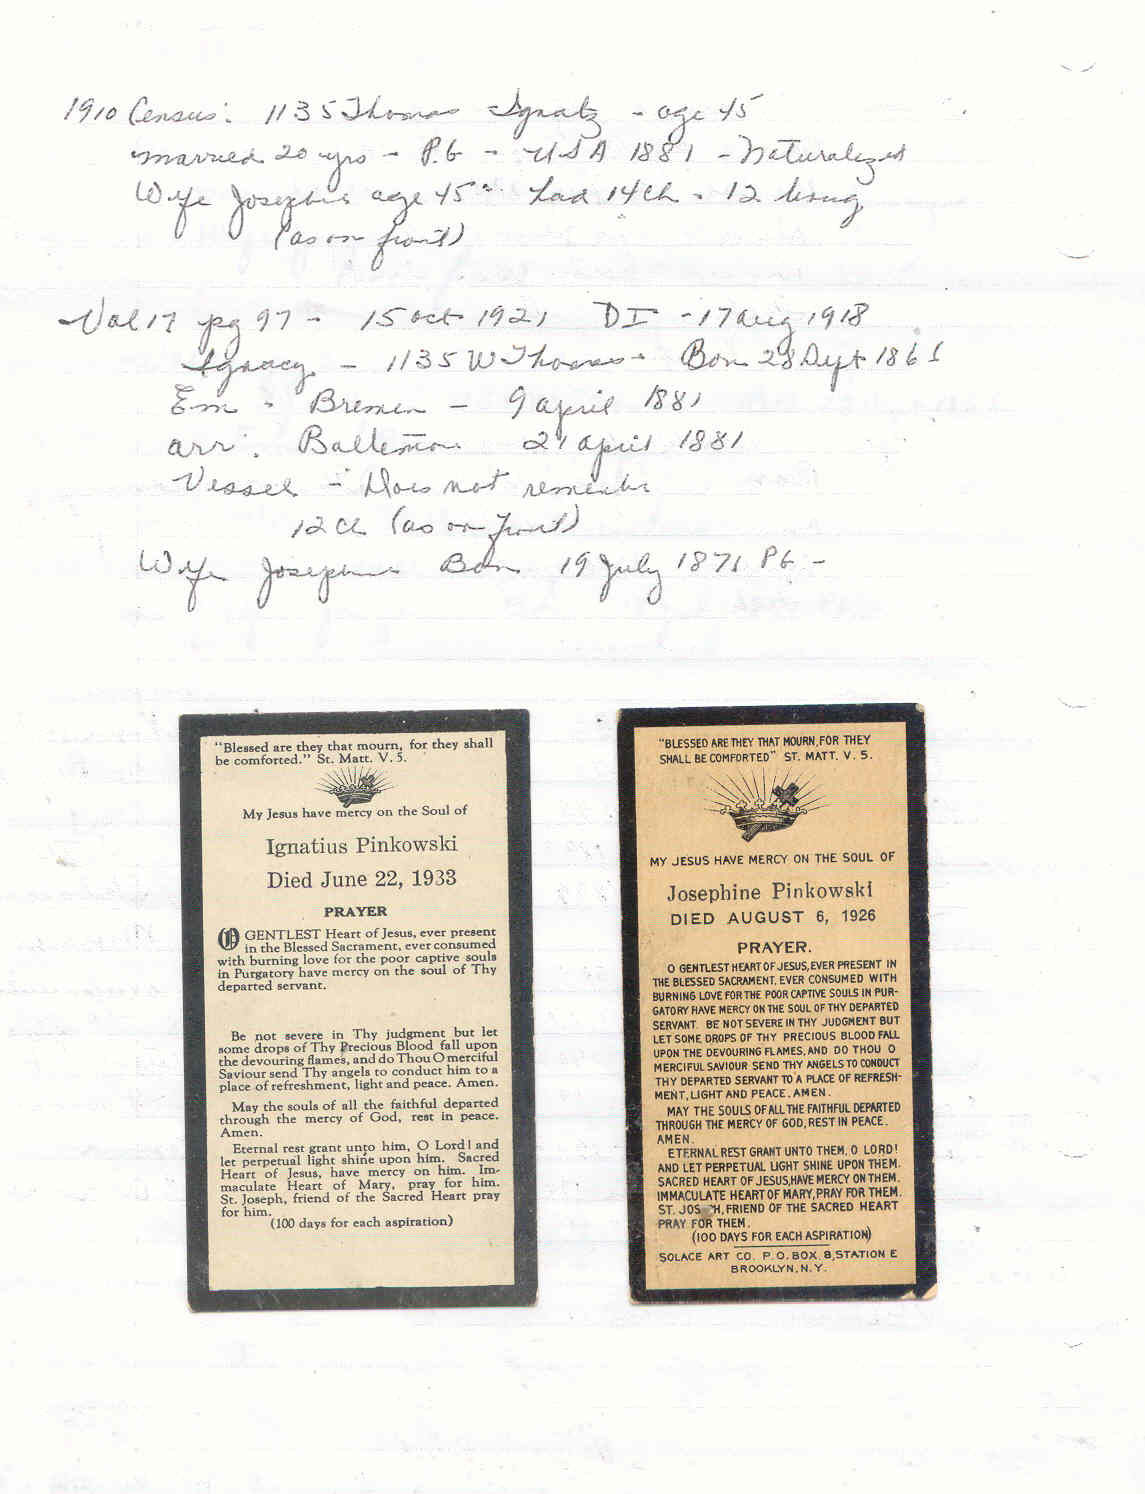 1910 Census: 1135 Thomas Ignatz - age 45
married 20 yrs - P.G - USA 1881 - Naturalized
Wife Josephine age 45 - had 14 Ch - 12 living
(as on front)
Vol 17 pg 97 - 15 Oct 1921 DI - 17 Aug 1918
Ignacy - 1135 W Thomas - Born 28 Sept 1865
Em - Bremen - 9 April 1881
arr. Baltimore 21 April 1881
Vessel - Does not remember
12 Ch (as on front)
Wife Josephine Born 19 July 1871 PG -
"Blessed are they that mourn, for they shall
be comforted." St. Matt. V. 5.
My Jesus have mercy on the Soul of
Ignatius Pinkowski
Died June 22, 1933
PRAYER
O GENTLEST Heart of Jesus, ever present
in the Blessed Sacrament, ever consumed
with burning love for the poor captive souls
in Purgatory have mercy on the soul of Thy
departed servant.
Be not severe in Thy judgment but let
some drops of Thy Precious Blood fall upon
the devouring flames, and do Thou O merciful
Saviour send Thy angels to conduct him to a
place of refreshment, light and peace. Amen.
May the souls of all the faithful departed
through the mercy of God, rest in peace.
Amen.
Eternal rest grant unto him, O Lord! and
let perpetual light shine upon him. Sacred
Heart of Jesus, have mercy on him. Im-
maculate Heart of Mary, pray for him.
St. Joseph, friend of the Sacred Heart pray
for him.
(100 days for each aspiration)
"BLESSED ARE THEY THAT MOURN, FOR THEY
SHALL BE COMFORTED" ST. MATT. V. 5.
MY JESUS HAVE MERCY ON THE SOUL OF
Josephine Pinkowski
DIED AUGUST 6, 1926
PRAYER.
O GENTLEST HEART OF JESUS, EVER PRESENT IN
THE BLESSED SACRAMENT, EVER CONSUMED WITH
BURNING LOVE FOR THE POOR CAPTIVE SOULS IN PUR-
GATORY HAVE MERCY ON THE SOUL OF THY DEPARTED
SERVANT. BE NOT SEVERE IN THY JUDGMENT BUT
LET SOME DROPS OF THY PRECIOUS BLOOD FALL
UPON THE DEVOURING FLAMES, AND DO THOU O
MERCIFUL SAVIOUR SEND THY ANGELS TO CONDUCT
THY DEPARTED SERVANT TO A PLACE OF REFRESH-
MENT, LIGHT AND PEACE. AMEN.
MAY THE SOULS OF ALL THE FAITHFUL DEPARTED
THROUGH THE MERCY OF GOD, REST IN PEACE.
AMEN.
ETERNAL REST GRANT UNTO THEM, O LORD!
AND LET PERPETUAL LIGHT SHINE UPON THEM.
SACRED HEART OF JESUS, HAVE MERCY ON THEM.
IMMACULATE HEART OF MARY, PRAY FOR THEM.
ST. JOS H, FRIEND OF THE SACRED HEART
PRAY FOR THEM.
(100 DAYS FOR EACH ASPIRATION)
SOLACE ART CO. P. O. BOX. 8, STATION E
BROOKLYN, N. Y.